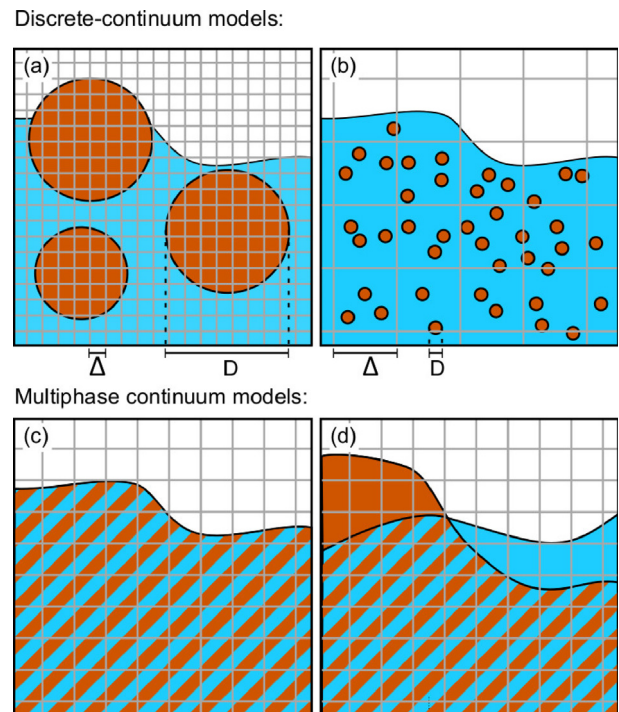 Discrete-continuum models:
(a)
(b)
Δ
D
Δ
D
Multiphase continuum models:
(c)
(d)